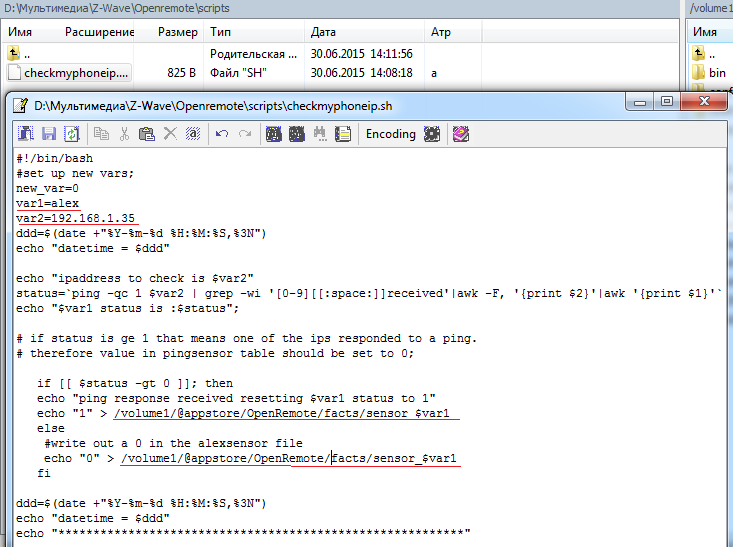 D:\Мультимедиа\Z-Wave\Openremote\scripts
/volume1
Имя Расширение Размер Тип Дата Атр
Имя
.. Родительская ... 30.06.2015 14:11:56
..
checkmyphoneip.... 825 B Файл "SH" 30.06.2015 14:08:18 a
bin
D:\Мультимедиа\Z-Wave\Openremote\scripts\checkmyphoneip.sh
Encoding
#!/bin/bash
#set up new vars;
new_var=0
var1=alex
var2=192.168.1.35
ddd=$(date +"%Y-%m-%d %H:%M:%S,%3N")
echo "datetime = $ddd"
echo "ipaddress to check is $var2"
status=`ping -qc 1 $var2 | grep -wi '[0-9][[:space:]]received'|awk -F, '{print $2}'|awk '{print $1}'`
echo "$var1 status is :$status";
# if status is ge 1 that means one of the ips responded to a ping.
# therefore value in pingsensor table should be set to 0;
if [[ $status -gt 0 ]]; then
echo "ping response received resetting $var1 status to 1"
echo "1" > /volume1/@appstore/OpenRemote/facts/sensor_$var1
else
#write out a 0 in the alexsensor file
echo "0" > /volume1/@appstore/OpenRemote/facts/sensor_$var1
fi
ddd=$(date +"%Y-%m-%d %H:%M:%S,%3N")
echo "datetime = $ddd"
echo "**********************************************************"